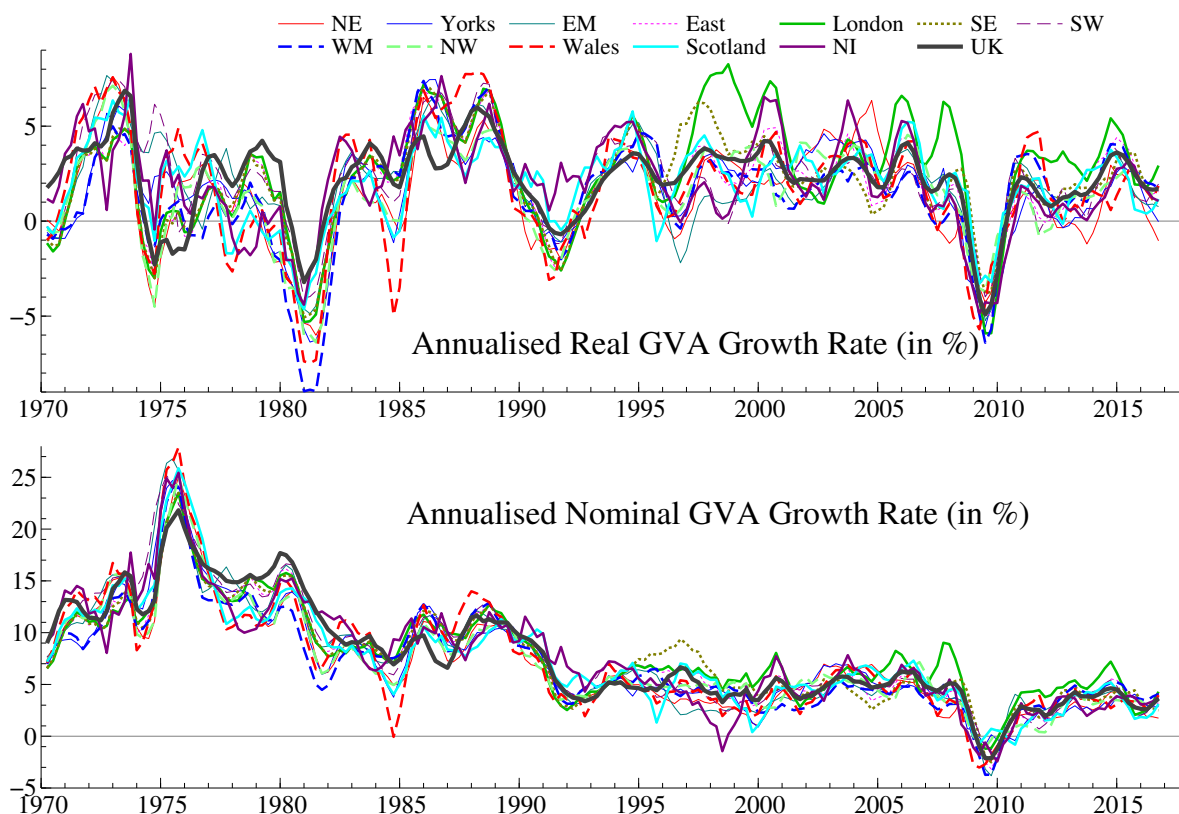 NE Yorks EM East London SE SW
WM NW Wales Scotland NI UK
5
0
−5
Annualised Real GVA Growth Rate (in %)
1970 1975 1980 1985 1990 1995 2000 2005 2010 2015
25
20
15
10
5
0
−5
Annualised Nominal GVA Growth Rate (in %)
1970 1975 1980 1985 1990 1995 2000 2005 2010 2015